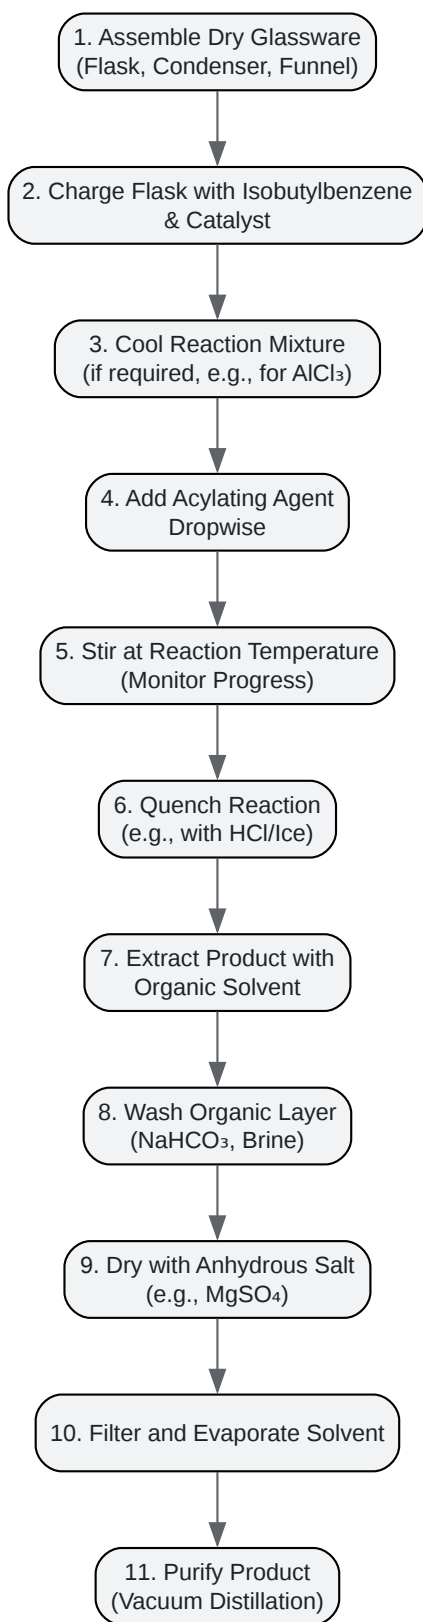 1. Assemble Dry Glassware
(Flask, Condenser, Funnel)
2. Charge Flask with Isobutylbenzene
& Catalyst
3. Cool Reaction Mixture
(if required, e.g., for AlCl₃)
4. Add Acylating Agent
Dropwise
5. Stir at Reaction Temperature
(Monitor Progress)
6. Quench Reaction
(e.g., with HCl/Ice)
7. Extract Product with
Organic Solvent
8. Wash Organic Layer
(NaHCO₃, Brine)
9. Dry with Anhydrous Salt
(e.g., MgSO₄)
10. Filter and Evaporate Solvent
11. Purify Product
(Vacuum Distillation)